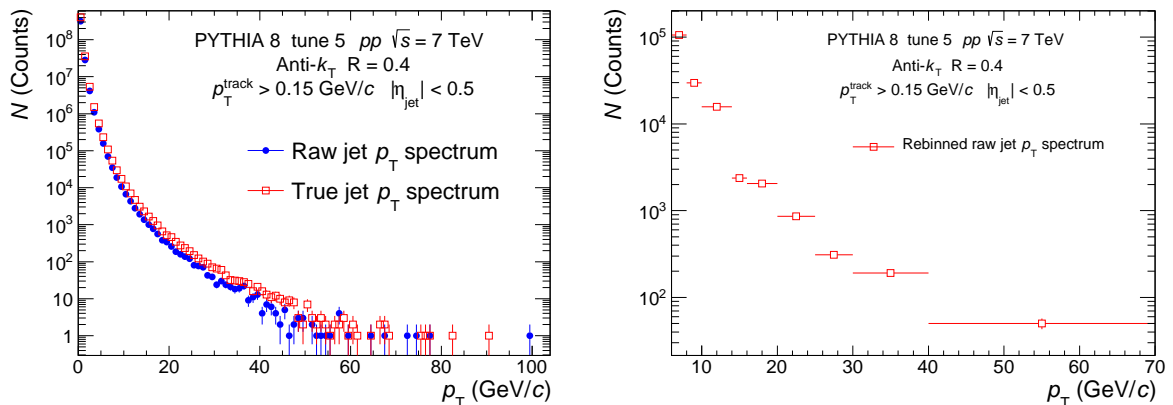 N (Counts)
10^8
10^7
10^6
10^5
10^4
10^3
10^2
10
1
PYTHIA 8 tune 5 pp √s = 7 TeV
Anti-k_T R = 0.4
p_T^track > 0.15 GeV/c |η_jet| < 0.5
Raw jet p_T spectrum
True jet p_T spectrum
0 20 40 60 80 100
p_T (GeV/c)
N (Counts)
10^5
10^4
10^3
10^2
PYTHIA 8 tune 5 pp √s = 7 TeV
Anti-k_T R = 0.4
p_T^track > 0.15 GeV/c |η_jet| < 0.5
Rebinned raw jet p_T spectrum
10 20 30 40 50 60 70
p_T (GeV/c)